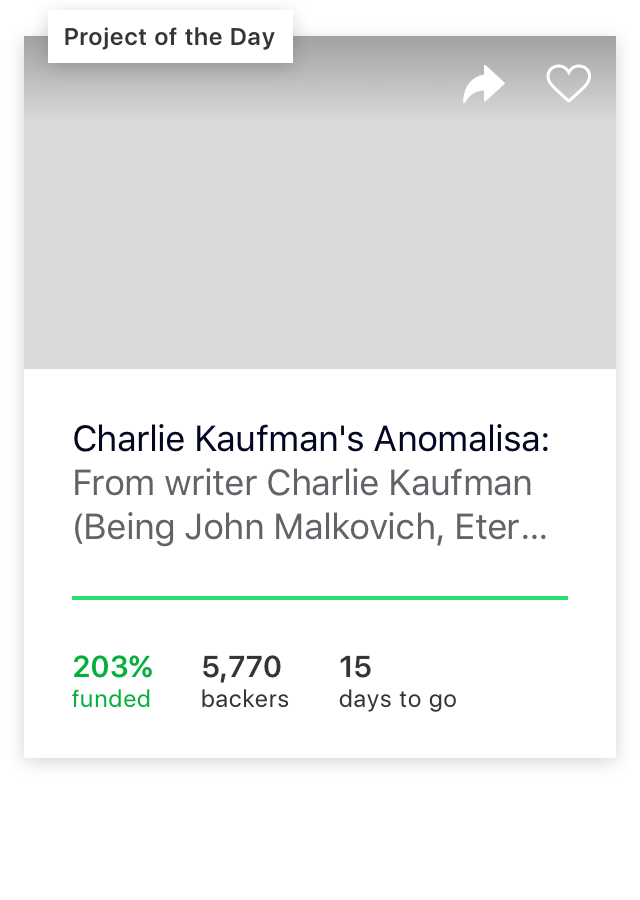 Project of the Day
Charlie Kaufman's Anomalisa:
From writer Charlie Kaufman
(Being John Malkovich, Eter...
203% 5,770 15
funded backers days to go